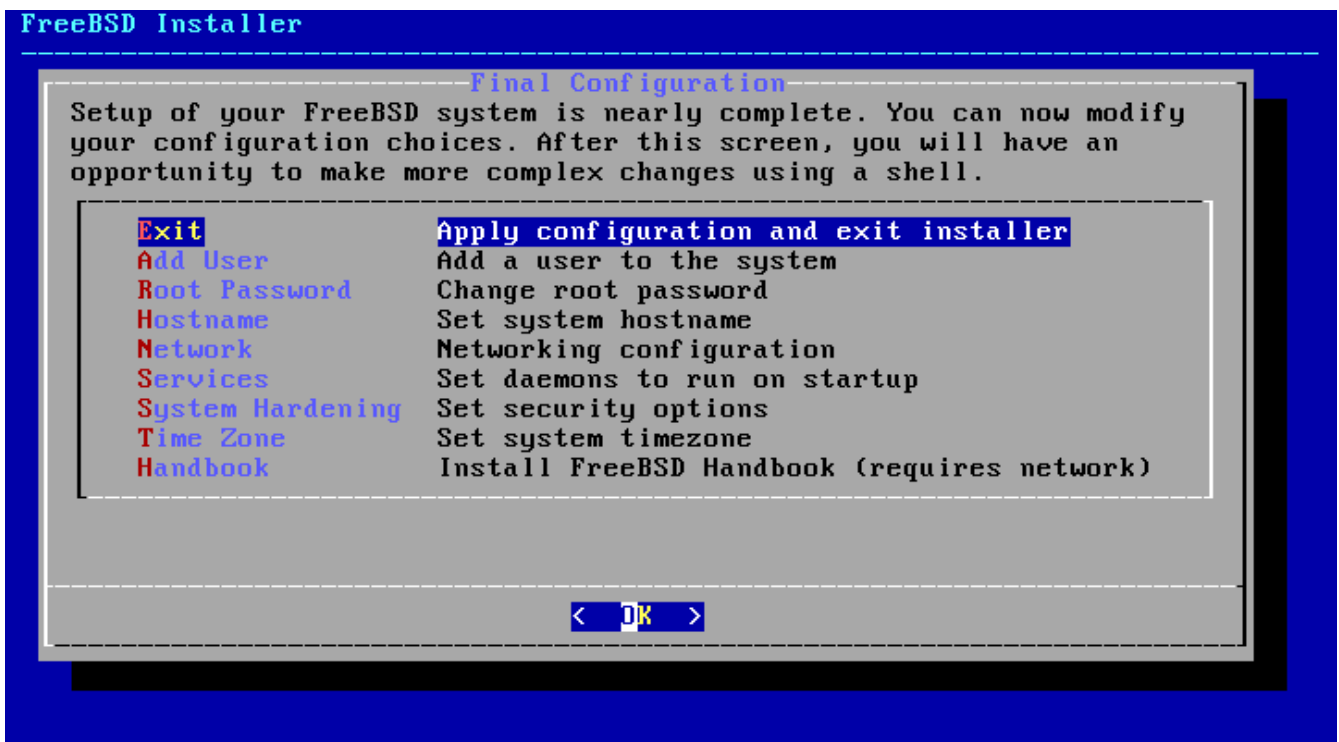 FreeBSD Installer
Final Configuration
Setup of your FreeBSD system is nearly complete. You can now modify
your configuration choices. After this screen, you will have an
opportunity to make more complex changes using a shell.
Exit Apply configuration and exit installer
Add User Add a user to the system
Root Password Change root password
Hostname Set system hostname
Network Networking configuration
Services Set daemons to run on startup
System Hardening Set security options
Time Zone Set system timezone
Handbook Install FreeBSD Handbook (requires network)
< OK >